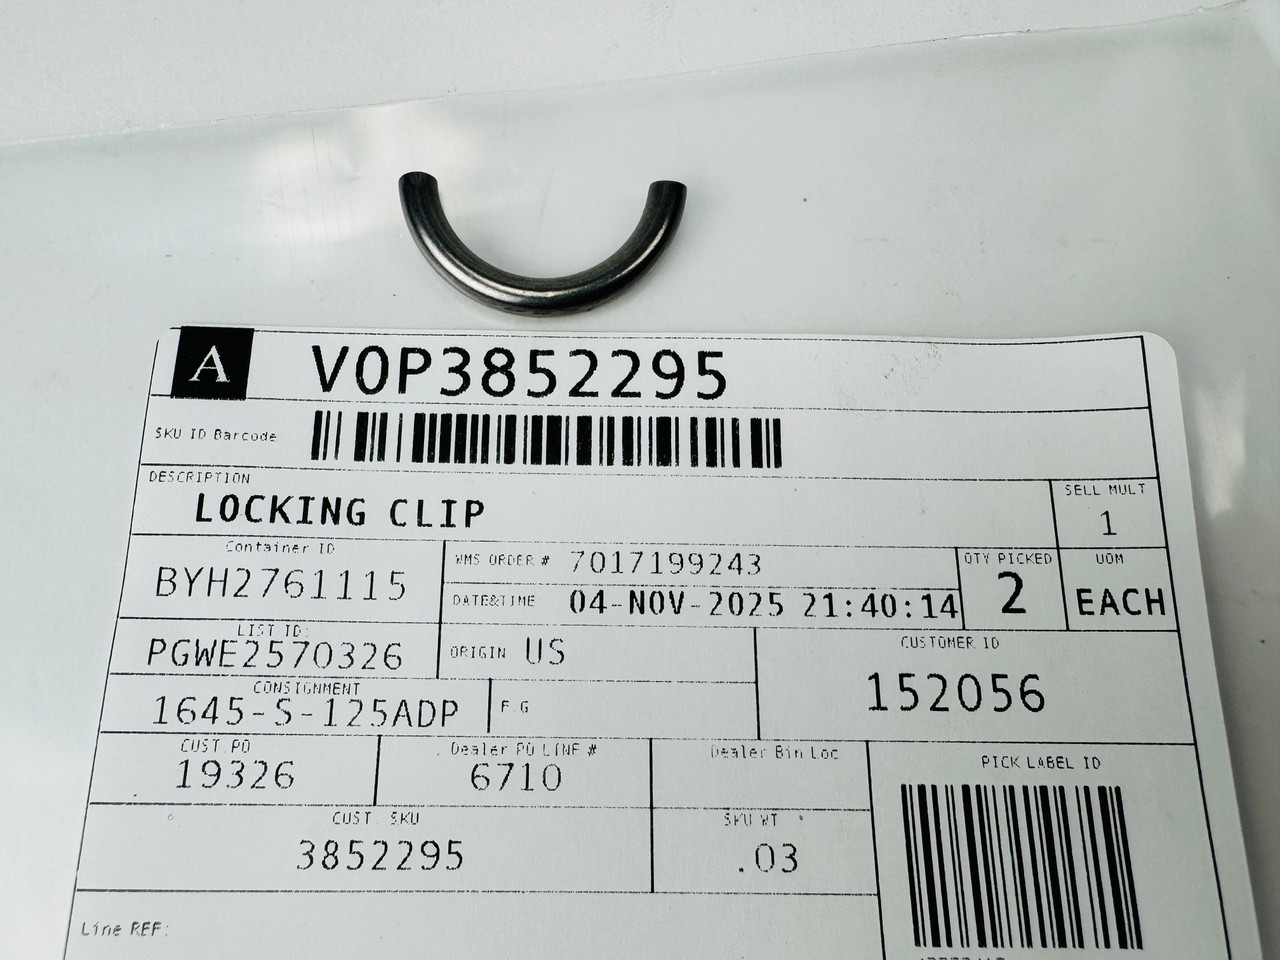 A VOP3852295
SKU ID Barcode
DESCRIPTION
LOCKING CLIP
SELL MULT
1
Container ID
BYH2761115
WMS ORDER # 7017199243
DATE&TIME 04-NOV-2025 21:40:14
QTY PICKED
2
UOM
EACH
LIST ID:
PGWE2570326
ORIGIN US
CUSTOMER ID
152056
CONSIGNMENT
1645-S-125ADP
F G
CUST PO
19326
Dealer PO LINE #
6710
Dealer Bin Loc
PICK LABEL ID
CUST. SKU
3852295
SKU WT
.03
Line REF: